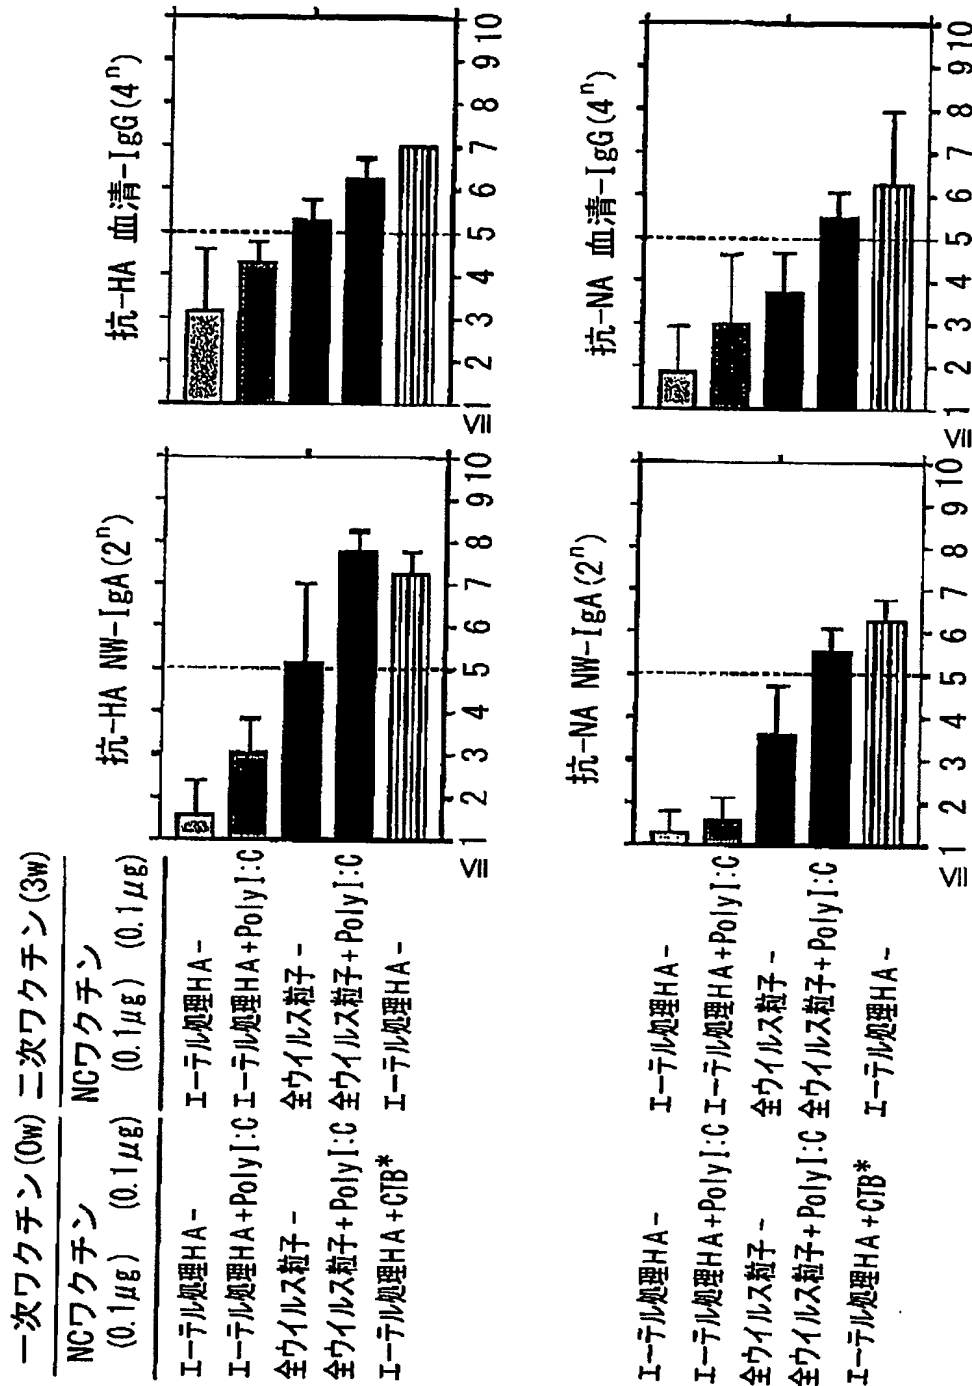 一次ワクチン(0w) 二次ワクチン(3w)
NCワクチン NCワクチン
(0.1μg) (0.1μg) (0.1μg) (0.1μg)
抗-HA NW-IgA(2ⁿ) 抗-HA 血清-IgG(4ⁿ)
エーテル処理HA- エーテル処理HA-
エーテル処理HA+PolyI:C エーテル処理HA+PolyI:C
全ウイルス粒子- 全ウイルス粒子-
全ウイルス粒子+PolyI:C 全ウイルス粒子+PolyI:C
エーテル処理HA+CTB* エーテル処理HA-
≦1 2 3 4 5 6 7 8 9 10 ≦1 2 3 4 5 6 7 8 9 10
抗-NA NW-IgA(2ⁿ) 抗-NA 血清-IgG(4ⁿ)
エーテル処理HA- エーテル処理HA-
エーテル処理HA+PolyI:C エーテル処理HA+PolyI:C
全ウイルス粒子- 全ウイルス粒子-
全ウイルス粒子+PolyI:C 全ウイルス粒子+PolyI:C
エーテル処理HA+CTB* エーテル処理HA-
≦1 2 3 4 5 6 7 8 9 10 ≦1 2 3 4 5 6 7 8 9 10